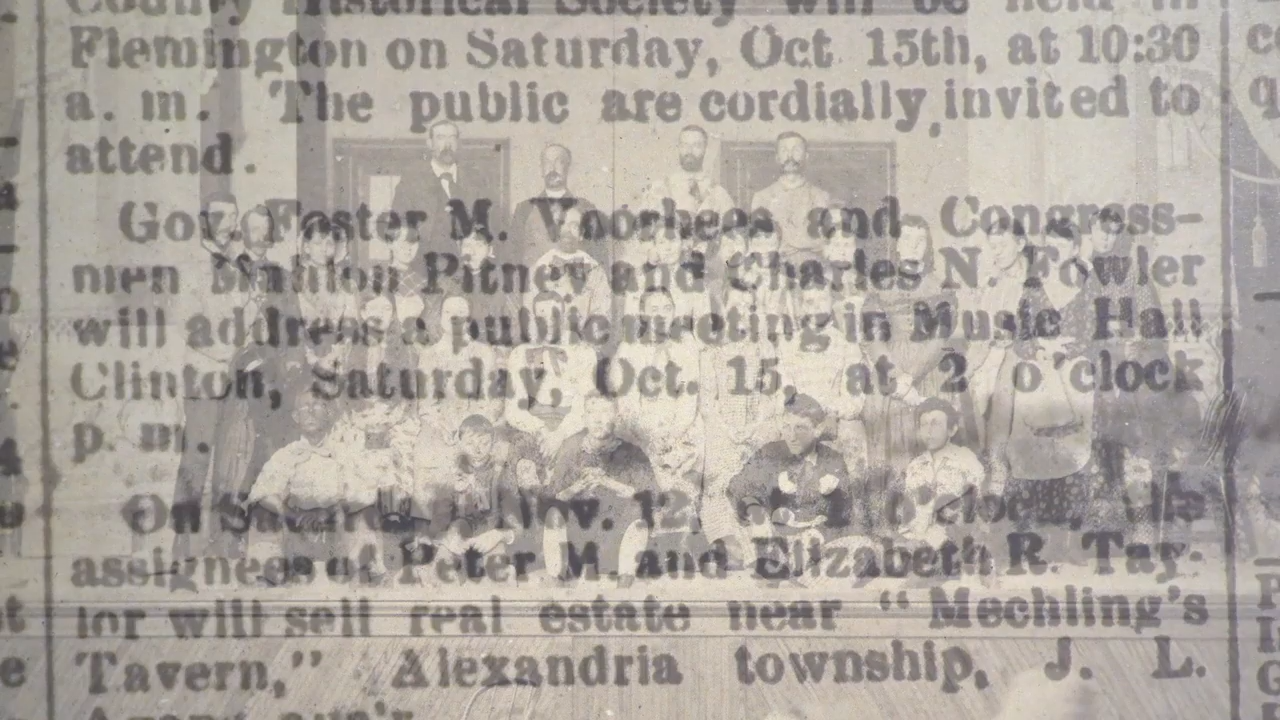 County Historical Society will be held in
Flemington on Saturday, Oct 15th, at 10:30
a. m. The public are cordially invited to
attend.
Gov. Foster M. Voorhees and Congress-
men Mahlon Pitney and Charles N. Fowler
will address a public meeting in Music Hall
Clinton, Saturday, Oct. 15, at 2 o'clock
p. m.
On Saturday, Nov. 12, at o'clock, the
assignees of Peter M. and Elizabeth R. Tay-
lor will sell real estate near "Mechling's
Tavern," Alexandria township, J. L.